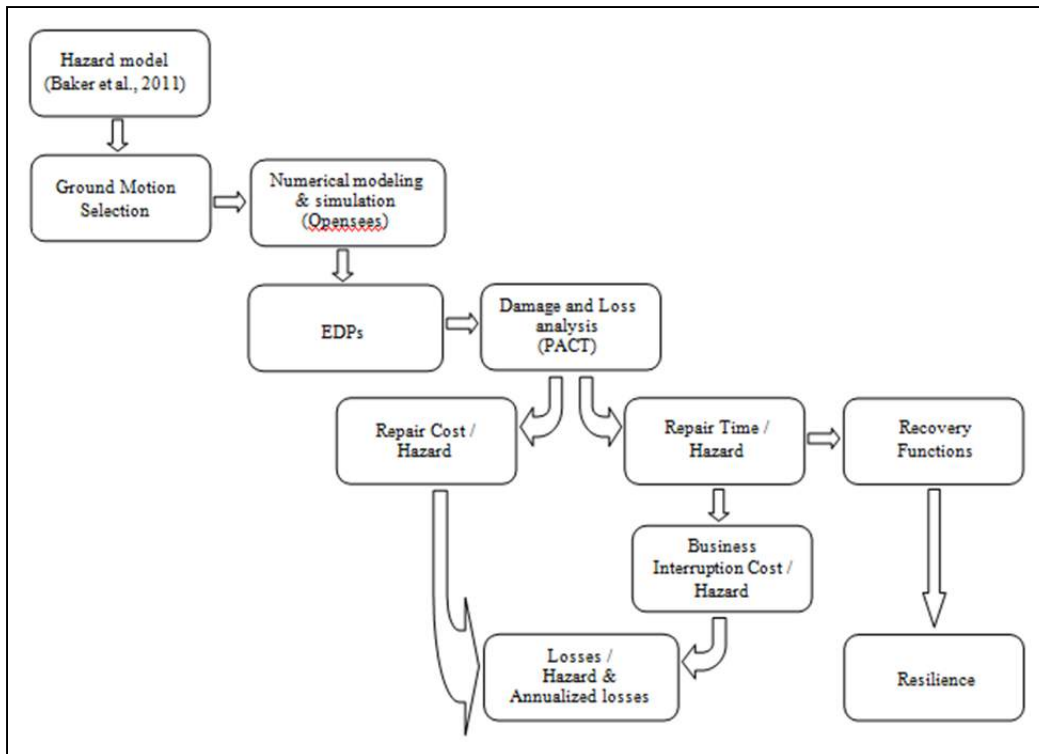 Hazard model
(Baker et al., 2011)
Ground Motion
Selection
Numerical modeling
& simulation
(Opensees)
EDPs
Damage and Loss
analysis
(PACT)
Repair Cost /
Hazard
Repair Time /
Hazard
Recovery
Functions
Business
Interruption Cost /
Hazard
Losses /
Hazard &
Annualized losses
Resilience